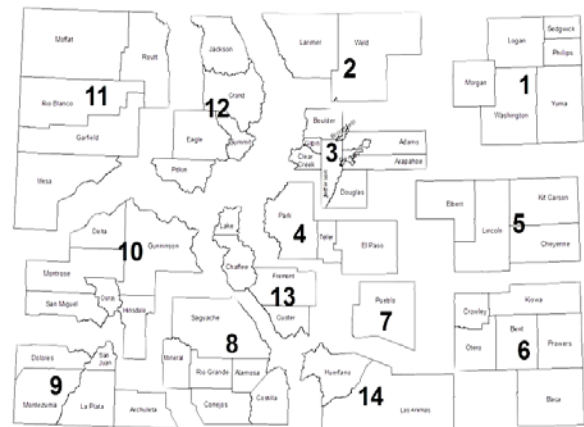 Moffat
Routt
Rio Blanco
11
Garfield
Mesa
Jackson
Grand
12
Eagle
Summit
Pitkin
Larimer
Weld
2
Logan
Sedgwick
Phillips
Morgan
1
Washington
Yuma
Boulder
3
Clear
Creek
Adams
Arapahoe
Douglas
Park
4
Teller
El Paso
Elbert
Lincoln
Kit Carson
5
Cheyenne
Delta
10
Gunnison
Montrose
San Miguel
Hinsdale
Lake
Chaffee
Fremont
13
Custer
Pueblo
7
Crowley
Kiowa
Otero
Bent
Prowers
6
Baca
Saguache
8
Mineral
Rio Grande
Alamosa
Conejos
Costilla
Dolores
San
Juan
9
Montezuma
La Plata
Archuleta
Huerfano
14
Las Animas